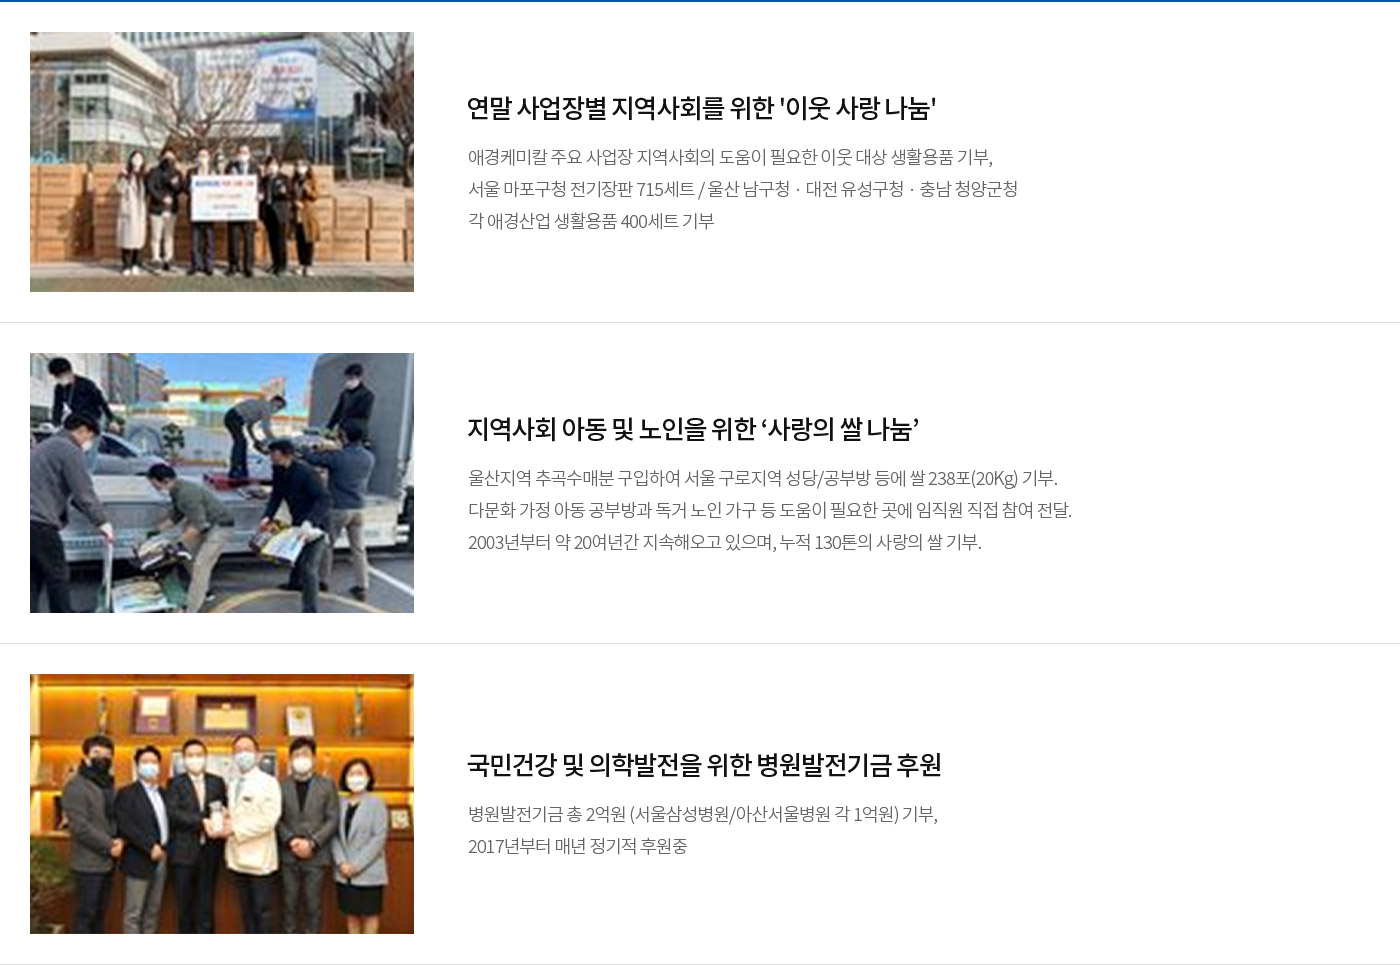 연말 사업장별 지역사회를 위한 '이웃 사랑 나눔'
애경케미칼 주요 사업장 지역사회의 도움이 필요한 이웃 대상 생활용품 기부,
서울 마포구청 전기장판 715세트 / 울산 남구청 · 대전 유성구청 · 충남 청양군청
각 애경산업 생활용품 400세트 기부
지역사회 아동 및 노인을 위한 ‘사랑의 쌀 나눔’
울산지역 추곡수매분 구입하여 서울 구로지역 성당/공부방 등에 쌀 238포(20Kg) 기부.
다문화 가정 아동 공부방과 독거 노인 가구 등 도움이 필요한 곳에 임직원 직접 참여 전달.
2003년부터 약 20여년간 지속해오고 있으며, 누적 130톤의 사랑의 쌀 기부.
국민건강 및 의학발전을 위한 병원발전기금 후원
병원발전기금 총 2억원 (서울삼성병원/아산서울병원 각 1억원) 기부,
2017년부터 매년 정기적 후원중